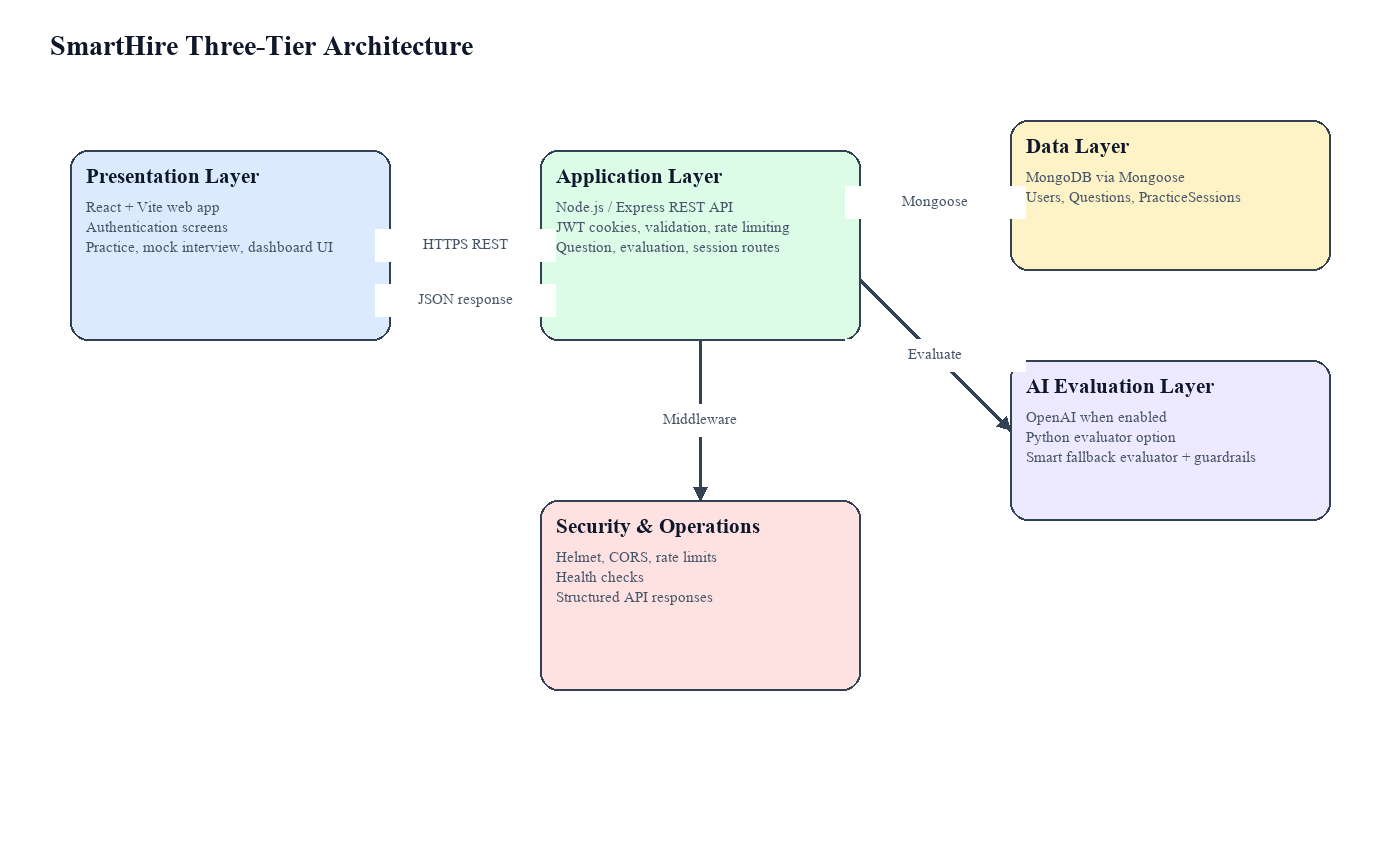 SmartHire Three-Tier Architecture
Presentation Layer
React + Vite web app
Authentication screens
Practice, mock interview, dashboard UI
HTTPS REST
JSON response
Application Layer
Node.js / Express REST API
JWT cookies, validation, rate limiting
Question, evaluation, session routes
Mongoose
Data Layer
MongoDB via Mongoose
Users, Questions, PracticeSessions
Evaluate
AI Evaluation Layer
OpenAI when enabled
Python evaluator option
Smart fallback evaluator + guardrails
Middleware
Security & Operations
Helmet, CORS, rate limits
Health checks
Structured API responses